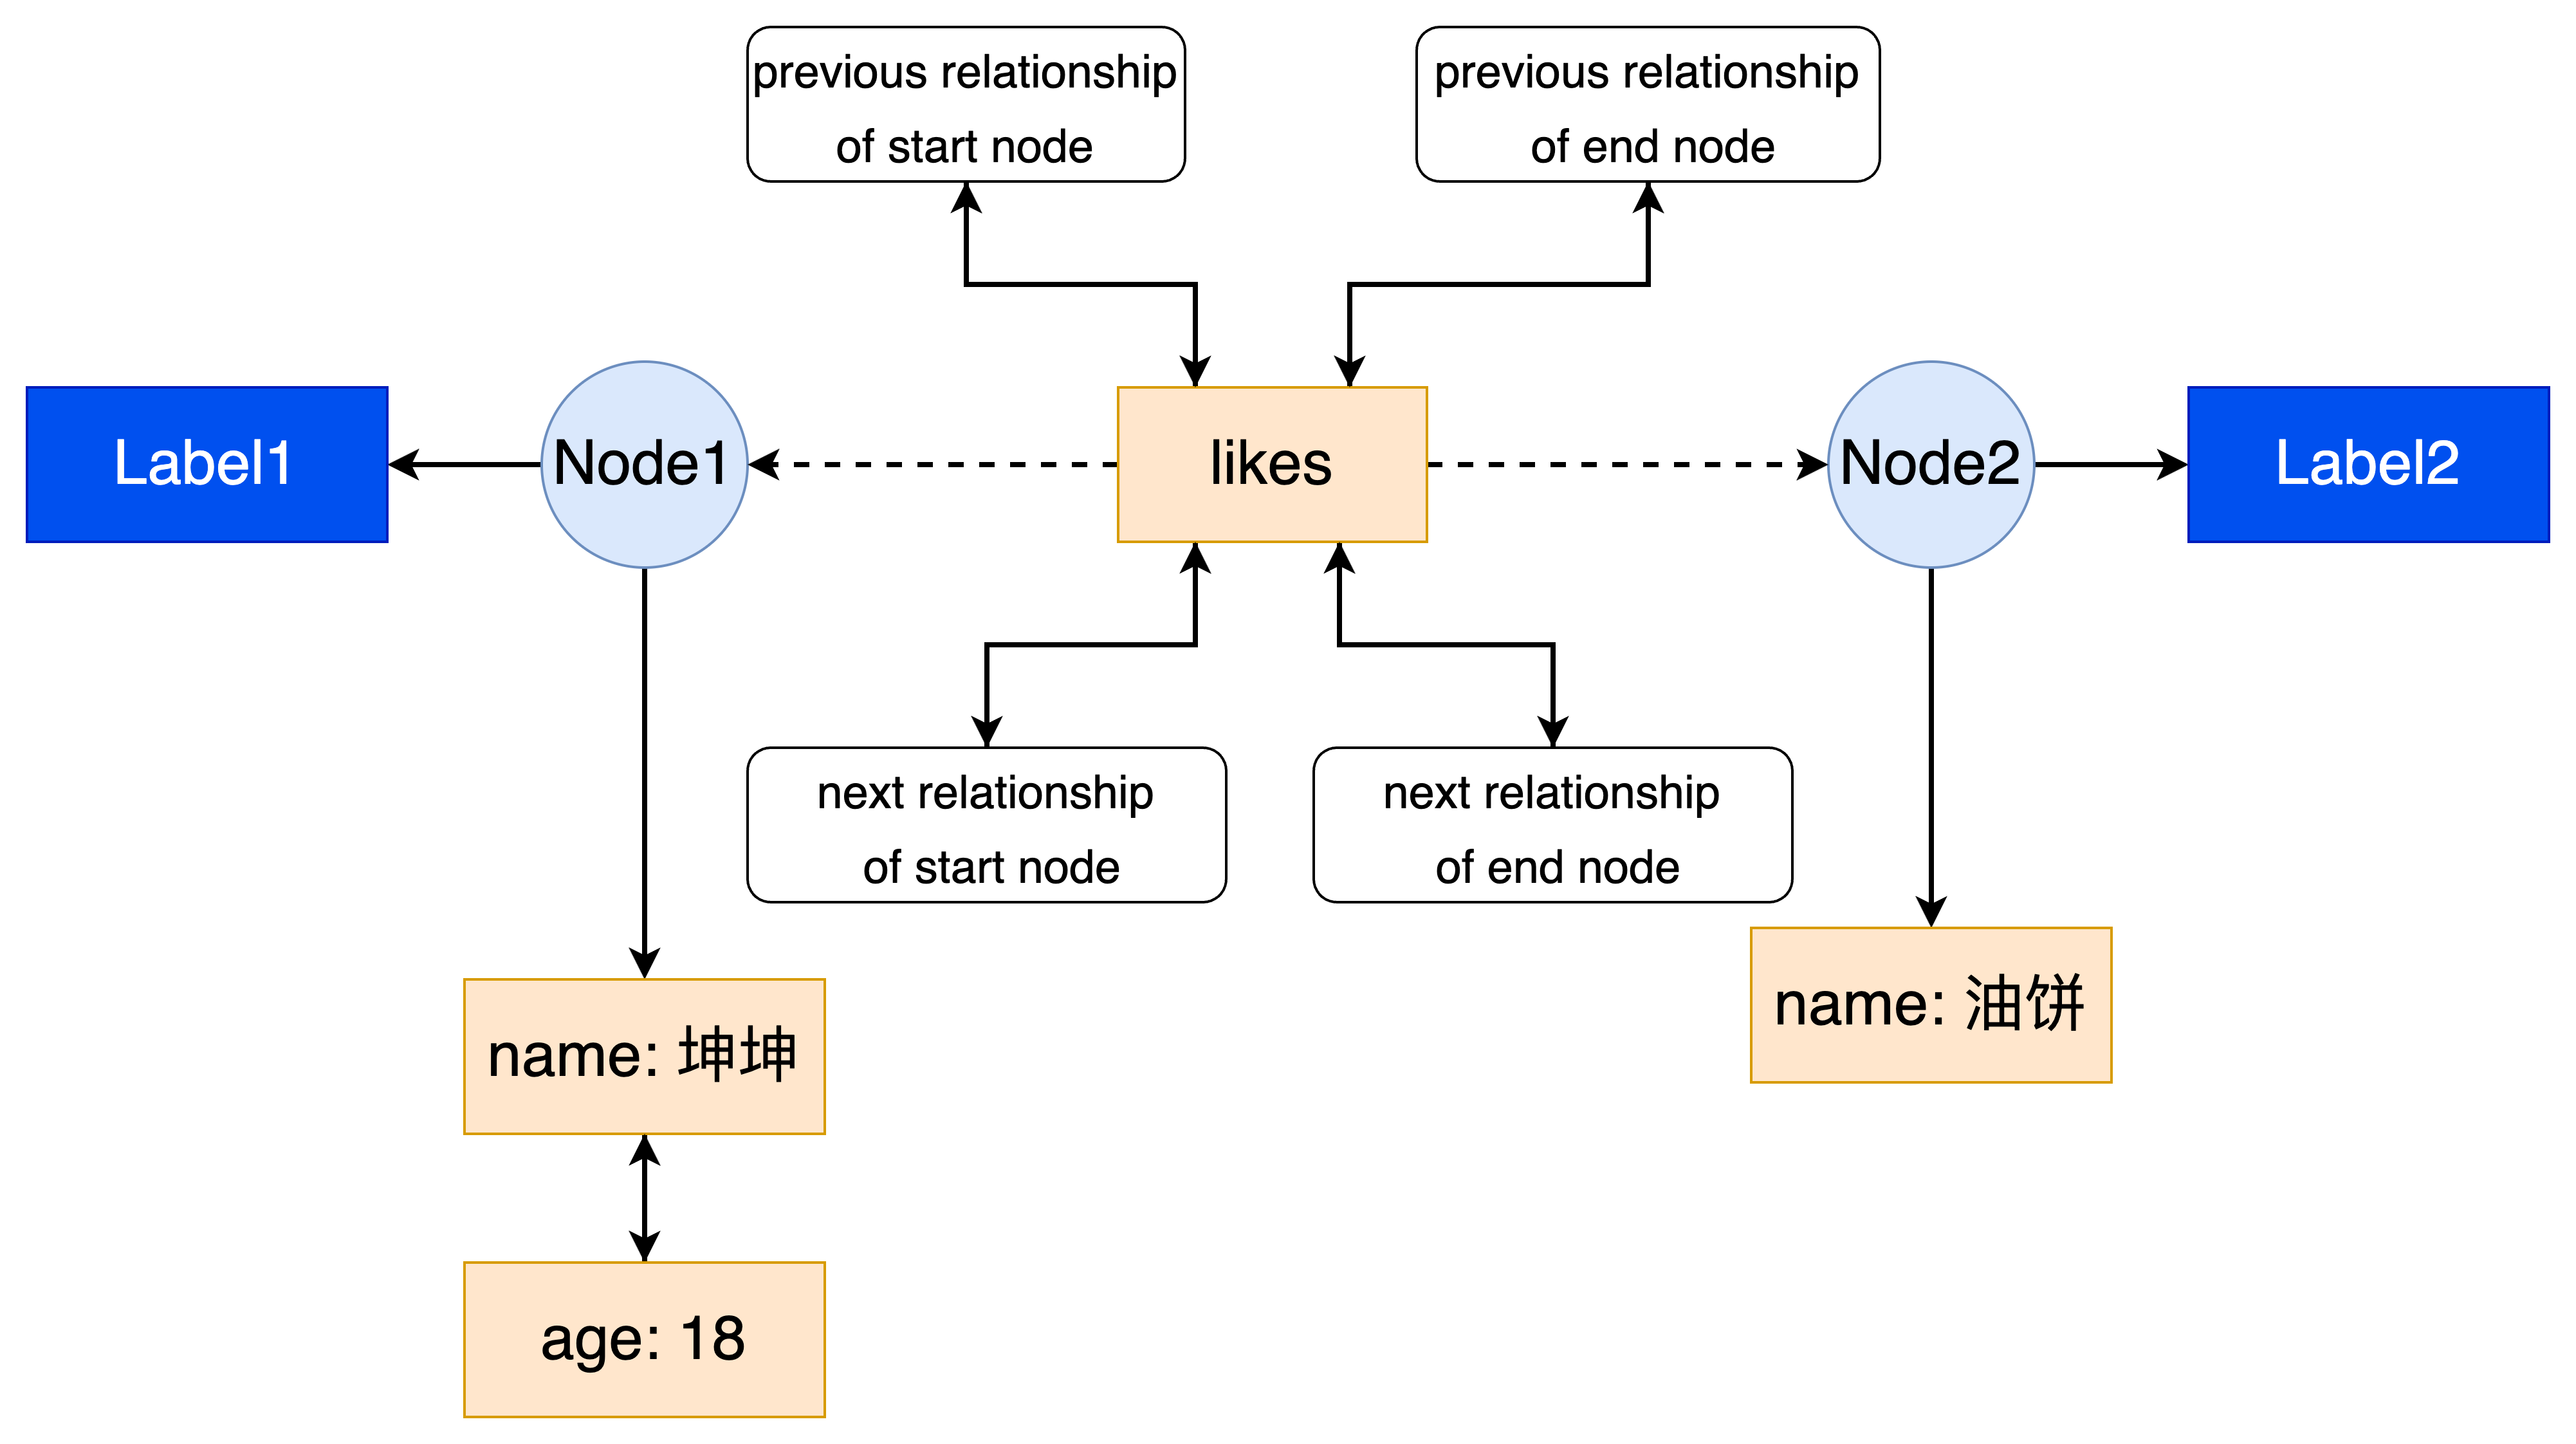 previous relationship
of start node
previous relationship
of end node
Label1
Node1
likes
Node2
Label2
next relationship
of start node
next relationship
of end node
name: 坤坤
name: 油饼
age: 18